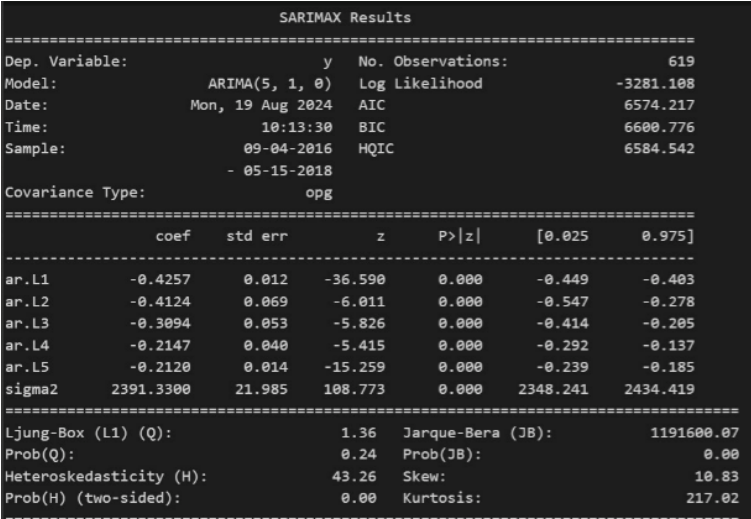 SARIMAX Results
==============================================================================
Dep. Variable:                      y   No. Observations:                  619
Model:                 ARIMA(5, 1, 0)   Log Likelihood               -3281.108
Date:                Mon, 19 Aug 2024   AIC                           6574.217
Time:                        10:13:30   BIC                           6600.776
Sample:                    09-04-2016   HQIC                          6584.542
                         - 05-15-2018
Covariance Type:                  opg
==============================================================================
                 coef    std err          z      P>|z|      [0.025      0.975]
------------------------------------------------------------------------------
ar.L1         -0.4257      0.012    -36.590      0.000      -0.449      -0.403
ar.L2         -0.4124      0.069     -6.011      0.000      -0.547      -0.278
ar.L3         -0.3094      0.053     -5.826      0.000      -0.414      -0.205
ar.L4         -0.2147      0.040     -5.415      0.000      -0.292      -0.137
ar.L5         -0.2120      0.014    -15.259      0.000      -0.239      -0.185
sigma2      2391.3300     21.985    108.773      0.000    2348.241    2434.419
===================================================================================
Ljung-Box (L1) (Q):                   1.36   Jarque-Bera (JB):           1191600.07
Prob(Q):                              0.24   Prob(JB):                         0.00
Heteroskedasticity (H):              43.26   Skew:                            10.83
Prob(H) (two-sided):                  0.00   Kurtosis:                       217.02
===================================================================================